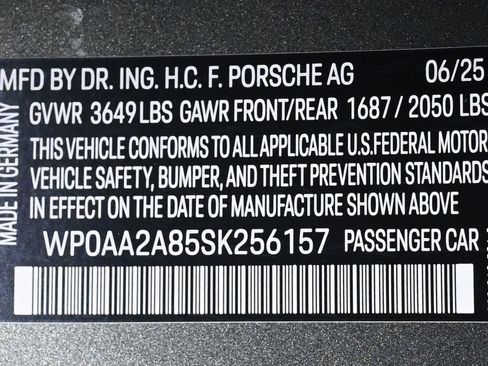 MFD BY DR. ING. H.C. F. PORSCHE AG 06/25
GVWR 3649 LBS GAWR FRONT/REAR 1687 / 2050 LBS
THIS VEHICLE CONFORMS TO ALL APPLICABLE U.S.FEDERAL MOTOR
VEHICLE SAFETY, BUMPER, AND THEFT PREVENTION STANDARDS
IN EFFECT ON THE DATE OF MANUFACTURE SHOWN ABOVE
WP0AA2A85SK256157 PASSENGER CAR
MADE IN GERMANY